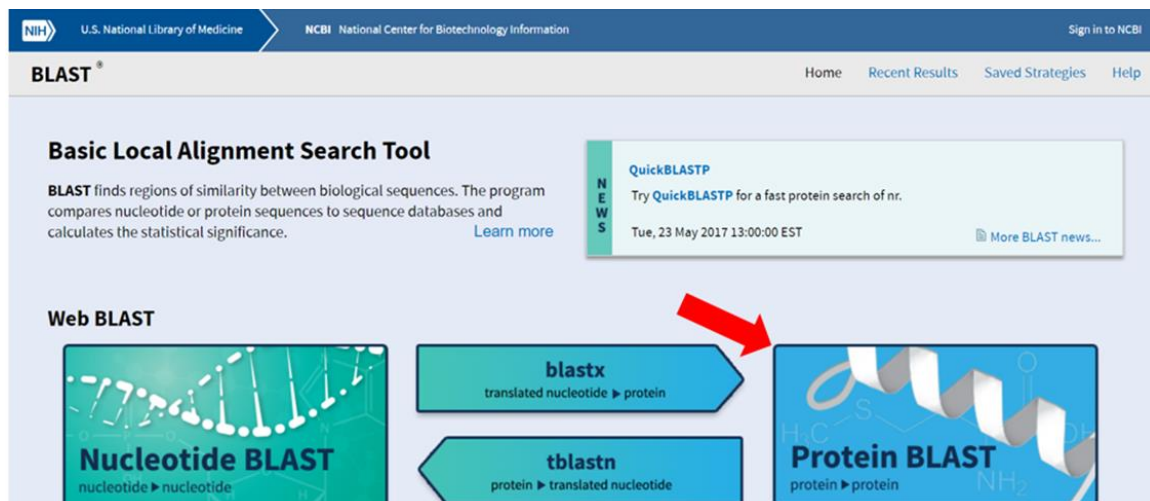 NIH U.S. National Library of Medicine NCBI National Center for Biotechnology Information Sign in to NCBI
BLAST ® Home Recent Results Saved Strategies Help
Basic Local Alignment Search Tool
BLAST finds regions of similarity between biological sequences. The program
compares nucleotide or protein sequences to sequence databases and
calculates the statistical significance. Learn more
NEWS
QuickBLASTP
Try QuickBLASTP for a fast protein search of nr.
Tue, 23 May 2017 13:00:00 EST
More BLAST news...
Web BLAST
Nucleotide BLAST
nucleotide ▶ nucleotide
blastx
translated nucleotide ▶ protein
tblastn
protein ▶ translated nucleotide
H₃C
S
O
OH
NH₂
Protein BLAST
protein ▶ protein